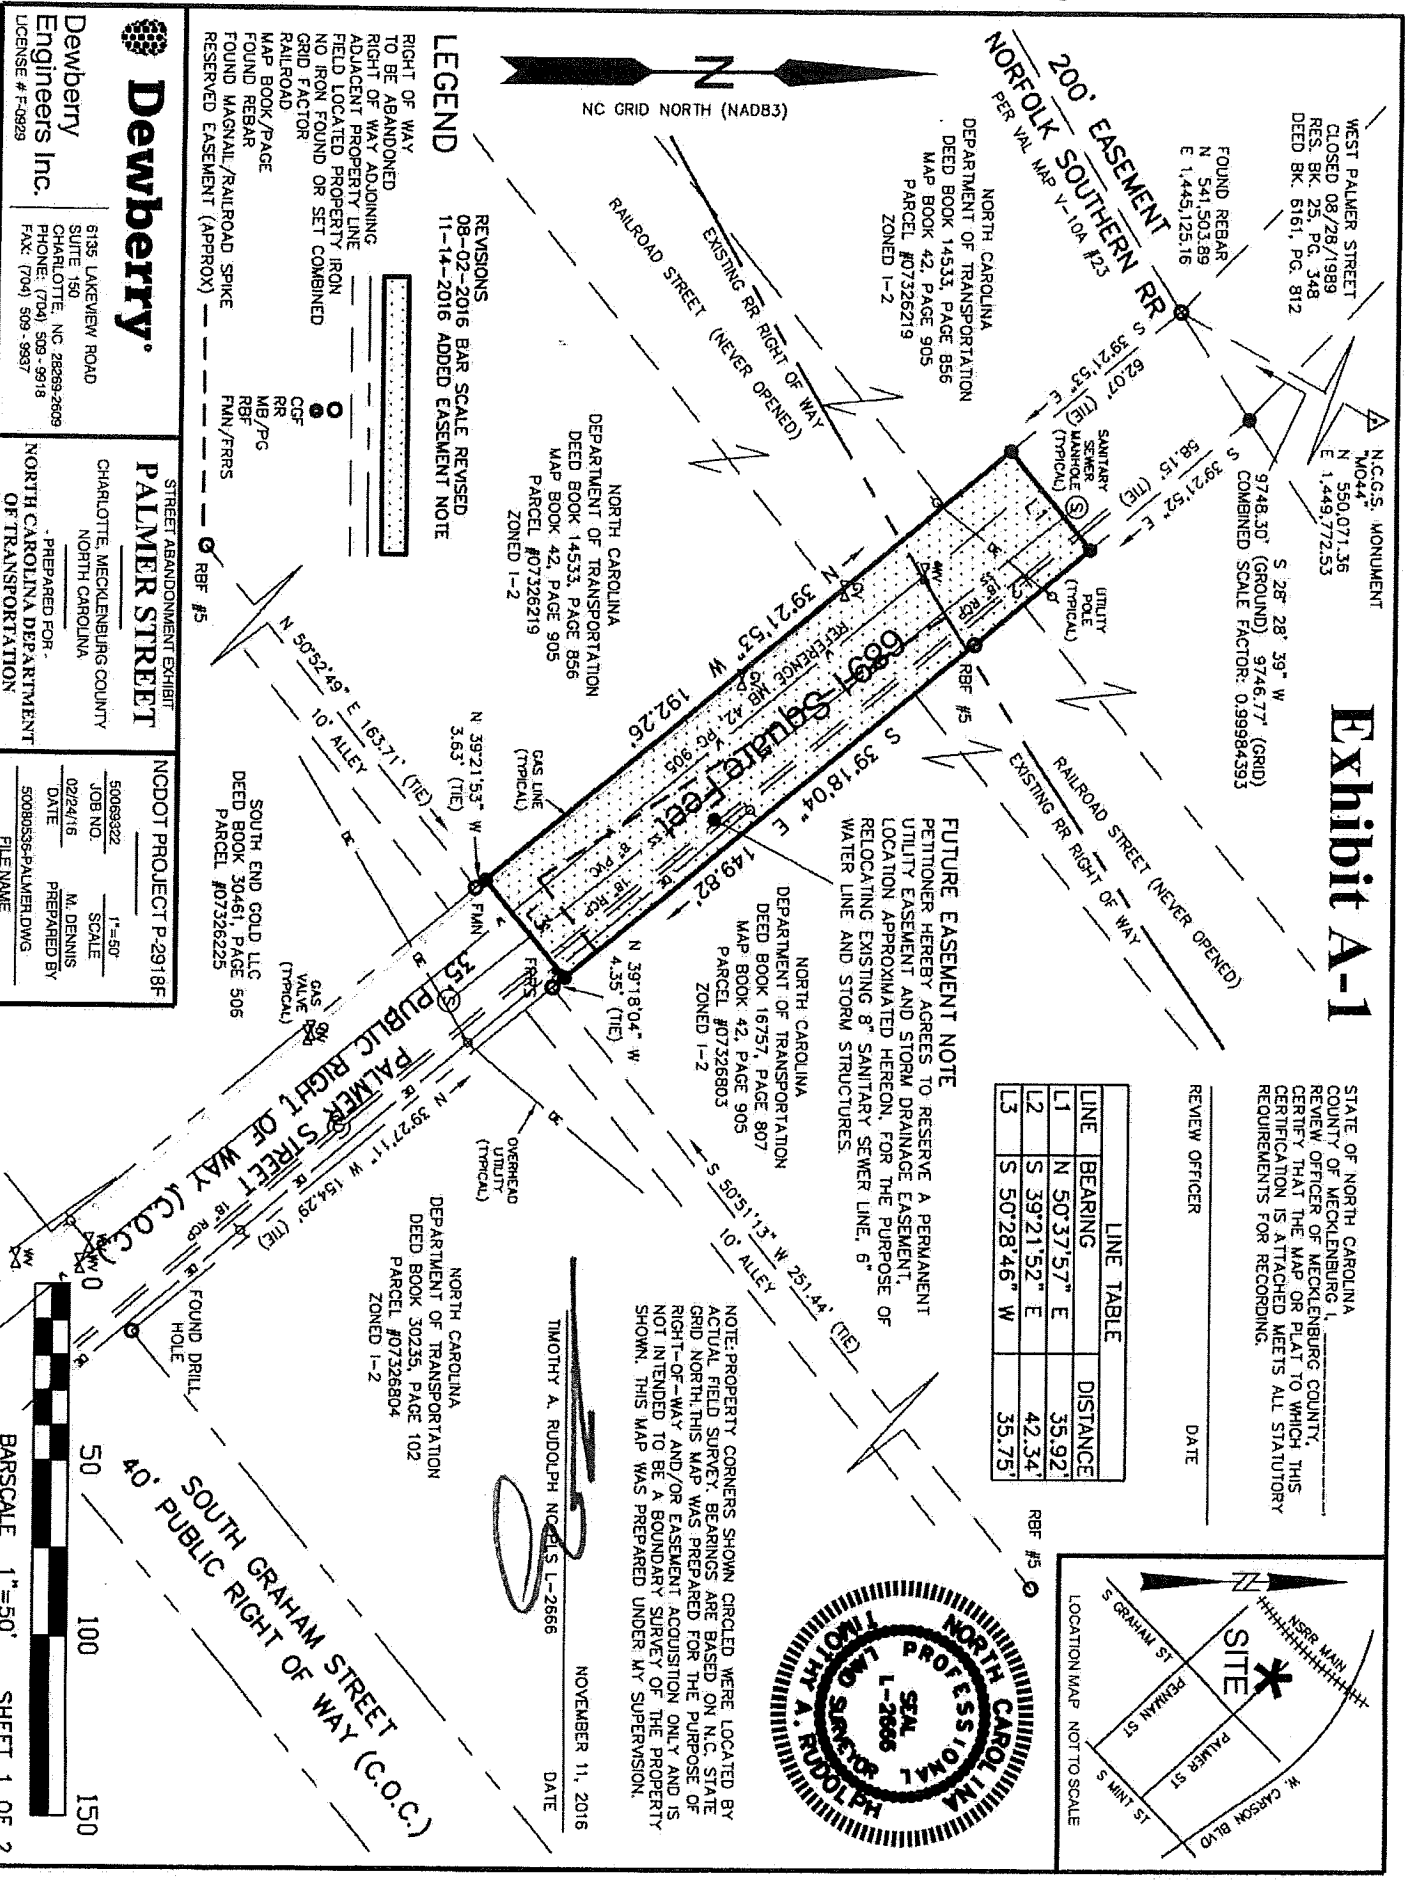 Exhibit A-1
STATE OF NORTH CAROLINA
COUNTY OF MECKLENBURG I, ____________
REVIEW OFFICER OF MECKLENBURG COUNTY,
CERTIFY THAT THE MAP OR PLAT TO WHICH THIS
CERTIFICATION IS ATTACHED MEETS ALL STATUTORY
REQUIREMENTS FOR RECORDING.
REVIEW OFFICER DATE
NSRR MAIN
SITE
S GRAHAM ST
PENMAN ST
PALMER ST
S MINT ST
W. CARSON BLVD
LOCATION MAP NOT TO SCALE
WEST PALMER STREET
CLOSED 08/28/1989
RES. BK. 25, PG. 348
DEED BK. 6161, PG. 812
N.C.G.S. MONUMENT
"M044"
N 550,071.36
E 1,449,772.53
S 28° 28' 39" W
9748.30' (GROUND) 9746.77' (GRID)
COMBINED SCALE FACTOR: 0.99984393
FOUND REBAR
N 541,503.89
E 1,445,125.16
200' EASEMENT
NORFOLK SOUTHERN RR
PER VAL MAP V-10A #23
S 39°21'53" E
62.07' (TIE)
S 39°21'52" E
58.15' (TIE)
SANITARY
SEWER
MANHOLE
(TYPICAL)
S
UTILITY
POLE
(TYPICAL)
RBF #5
RAILROAD STREET (NEVER OPENED)
EXISTING RR RIGHT OF WAY
LINE TABLE
LINE BEARING DISTANCE
L1 N 50°37'57" E 35.92'
L2 S 39°21'52" E 42.34'
L3 S 50°28'46" W 35.75'
RBF #5
NC GRID NORTH (NAD83)
N
NORTH CAROLINA
DEPARTMENT OF TRANSPORTATION
DEED BOOK 14533, PAGE 856
MAP BOOK 42, PAGE 905
PARCEL #07326219
ZONED I-2
EXISTING RR RIGHT OF WAY
RAILROAD STREET (NEVER OPENED)
L1
L2
6891 Square Feet
REFERENCE MB 42, PG 905
18" RCP
8" PVC
18" RCP
L3
N 39°21'53" W
192.26'
S 39°18'04" E
149.82'
FUTURE EASEMENT NOTE
PETITIONER HEREBY AGREES TO RESERVE A PERMANENT
UTILITY EASEMENT AND STORM DRAINAGE EASEMENT,
LOCATION APPROXIMATED HEREON, FOR THE PURPOSE OF
RELOCATING EXISTING 8" SANITARY SEWER LINE, 6"
WATER LINE AND STORM STRUCTURES.
NORTH CAROLINA
DEPARTMENT OF TRANSPORTATION
DEED BOOK 16757, PAGE 807
MAP BOOK 42, PAGE 905
PARCEL #07326803
ZONED I-2
S 50°51'13" W 251.44' (TIE)
10' ALLEY
NORTH CAROLINA
PROFESSIONAL
SEAL
L-2666
LAND SURVEYOR
TIMOTHY A. RUDOLPH
NOTE: PROPERTY CORNERS SHOWN CIRCLED WERE LOCATED BY
ACTUAL FIELD SURVEY. BEARINGS ARE BASED ON N.C. STATE
GRID NORTH. THIS MAP WAS PREPARED FOR THE PURPOSE OF
RIGHT-OF-WAY AND/OR EASEMENT ACQUISITION ONLY AND IS
NOT INTENDED TO BE A BOUNDARY SURVEY OF THE PROPERTY
SHOWN. THIS MAP WAS PREPARED UNDER MY SUPERVISION.
NOVEMBER 11, 2016
TIMOTHY A. RUDOLPH NC PLS L-2666 DATE
NORTH CAROLINA
DEPARTMENT OF TRANSPORTATION
DEED BOOK 14533, PAGE 856
MAP BOOK 42, PAGE 905
PARCEL #07326219
ZONED I-2
GAS LINE
(TYPICAL)
N 39°21'53" W
3.63' (TIE)
FMN
FRRS
N 39°18'04" W
4.35' (TIE)
N 50°52'49" E 163.71' (TIE)
10' ALLEY
RBF #5
SOUTH END GOLD LLC
DEED BOOK 30461, PAGE 506
PARCEL #07326225
GAS
VALVE
(TYPICAL)
OVERHEAD
UTILITY
(TYPICAL)
35' PUBLIC RIGHT OF WAY (C.O.C.)
PALMER STREET
18" RCP
N 39°27'11" W 154.29' (TIE)
NORTH CAROLINA
DEPARTMENT OF TRANSPORTATION
DEED BOOK 30235, PAGE 102
PARCEL #07326804
ZONED I-2
FOUND DRILL
HOLE
SOUTH GRAHAM STREET
40' PUBLIC RIGHT OF WAY (C.O.C.)
REVISIONS
08-02-2016 BAR SCALE REVISED
11-14-2016 ADDED EASEMENT NOTE
LEGEND
RIGHT OF WAY
TO BE ABANDONED
RIGHT OF WAY ADJOINING
ADJACENT PROPERTY LINE
FIELD LOCATED PROPERTY IRON
NO IRON FOUND OR SET COMBINED
GRID FACTOR CGF
RAILROAD RR
MAP BOOK/PAGE MB/PG
FOUND REBAR RBF
FOUND MAGNAIL/RAILROAD SPIKE FMN/FRRS
RESERVED EASEMENT (APPROX)
Dewberry
Dewberry
Engineers Inc.
LICENSE # F-0929
6135 LAKEVIEW ROAD
SUITE 150
CHARLOTTE, NC 28269-2609
PHONE: (704) 509-9918
FAX: (704) 509-9937
STREET ABANDONMENT EXHIBIT
PALMER STREET
CHARLOTTE, MECKLENBURG COUNTY
NORTH CAROLINA
- PREPARED FOR -
NORTH CAROLINA DEPARTMENT
OF TRANSPORTATION
NCDOT PROJECT P-2918F
50069322 1"=50'
JOB NO. SCALE
02/24/16 M. DENNIS
DATE PREPARED BY
50080536-PALMER.DWG
FILE NAME
0 50 100 150
BARSCALE 1"=50' SHEET 1 OF 2